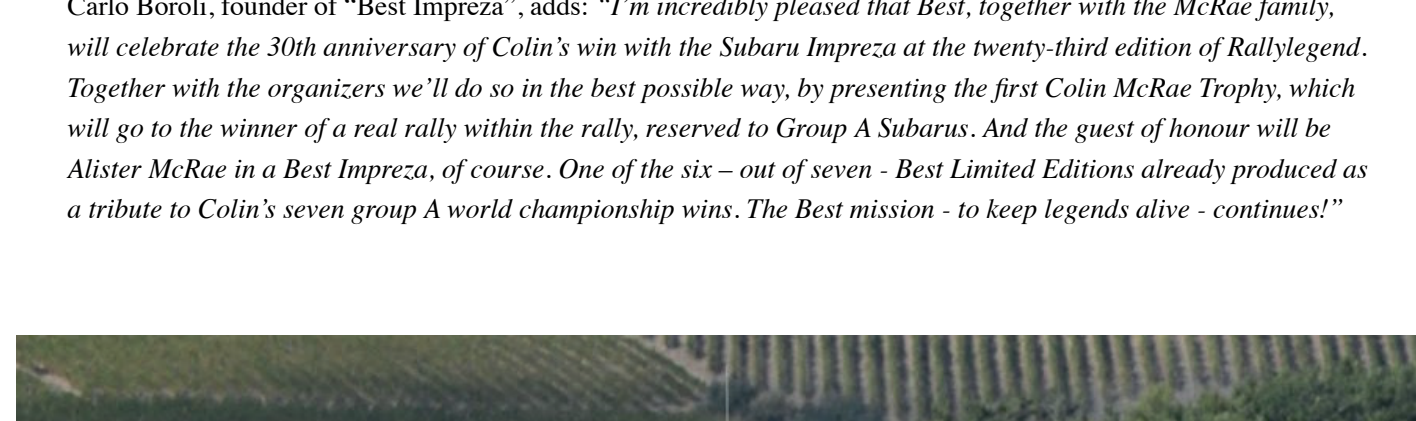 Carlo Boroli, founder of “Best Impreza”, adds: “I’m incredibly pleased that Best, together with the McRae family,
will celebrate the 30th anniversary of Colin’s win with the Subaru Impreza at the twenty-third edition of Rallylegend.
Together with the organizers we’ll do so in the best possible way, by presenting the first Colin McRae Trophy, which
will go to the winner of a real rally within the rally, reserved to Group A Subarus. And the guest of honour will be
Alister McRae in a Best Impreza, of course. One of the six – out of seven - Best Limited Editions already produced as
a tribute to Colin’s seven group A world championship wins. The Best mission - to keep legends alive - continues!”